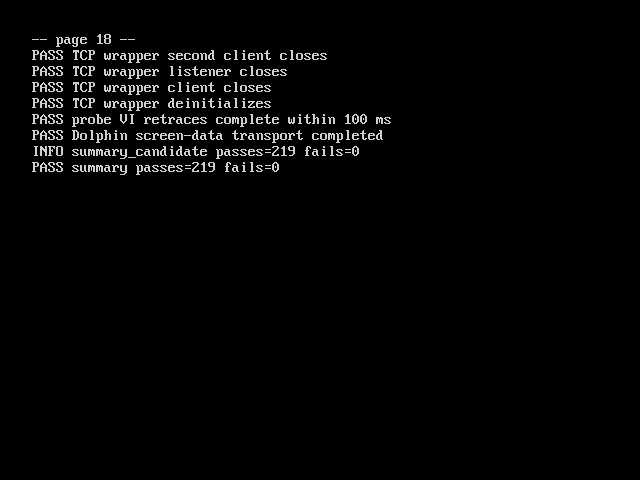 -- page 18 --
PASS TCP wrapper second client closes
PASS TCP wrapper listener closes
PASS TCP wrapper client closes
PASS TCP wrapper deinitializes
PASS probe VI retraces complete within 100 ms
PASS Dolphin screen-data transport completed
INFO summary_candidate passes=219 fails=0
PASS summary passes=219 fails=0